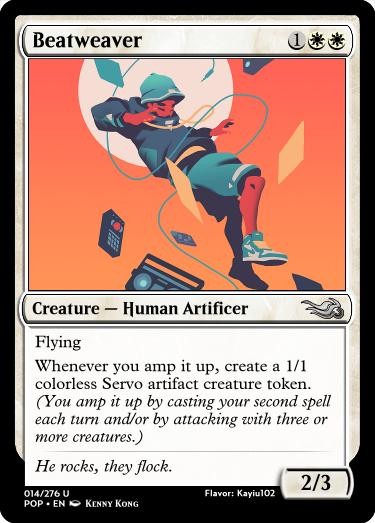 Beatweaver 1
Creature — Human Artificer
Flying
Whenever you amp it up, create a 1/1
colorless Servo artifact creature token.
(You amp it up by casting your second spell
each turn and/or by attacking with three or
more creatures.)
He rocks, they flock.
2/3
014/276 U
POP • EN Kenny Kong
Flavor: Kayiu102